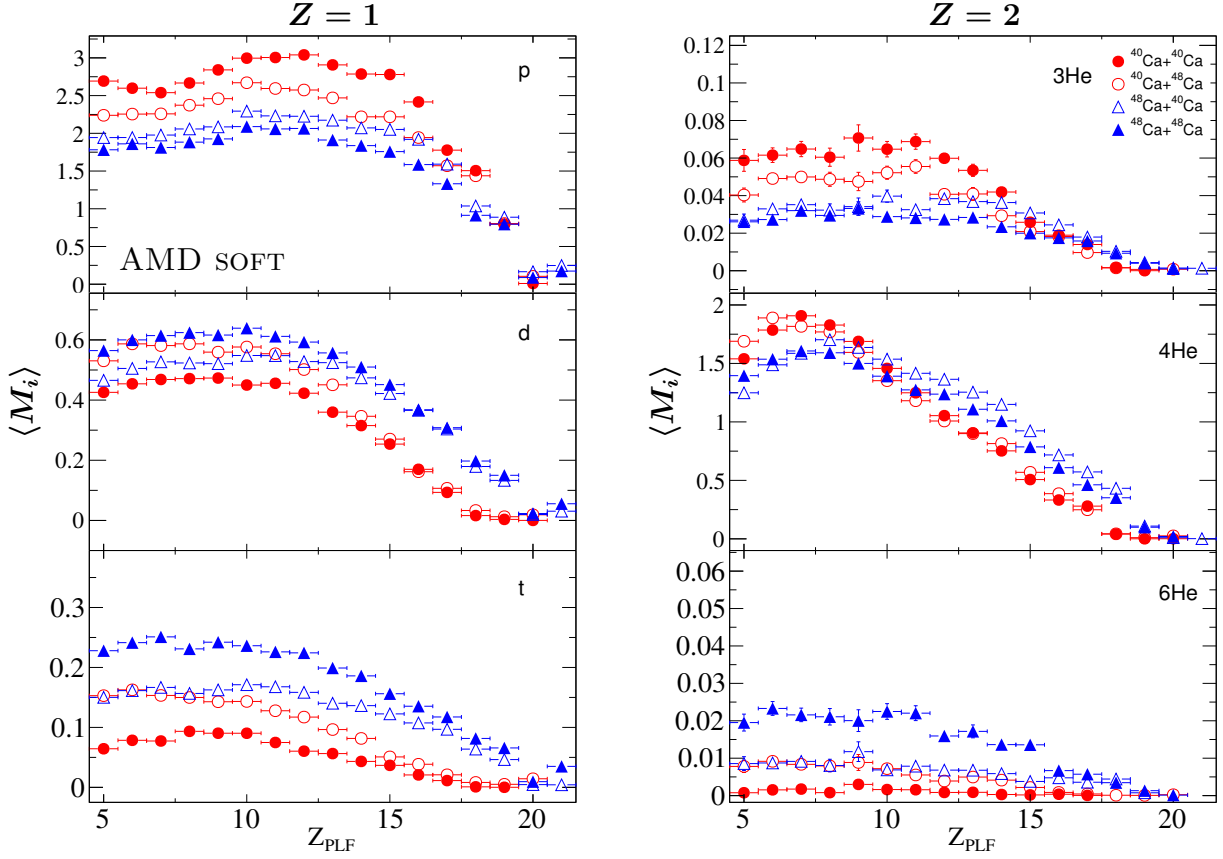 Z = 1
Z = 2
⟨M_i⟩
3
2.5
2
1.5
1
0.5
0
p
AMD SOFT
0.12
0.1
0.08
0.06
0.04
0.02
0
3He
⁴⁰Ca+⁴⁰Ca
⁴⁰Ca+⁴⁸Ca
⁴⁸Ca+⁴⁰Ca
⁴⁸Ca+⁴⁸Ca
0.6
0.4
0.2
0
d
⟨M_i⟩
2
1.5
1
0.5
0
4He
0.3
0.2
0.1
0
t
5
10
15
20
Z_PLF
0.06
0.05
0.04
0.03
0.02
0.01
0
6He
5
10
15
20
Z_PLF